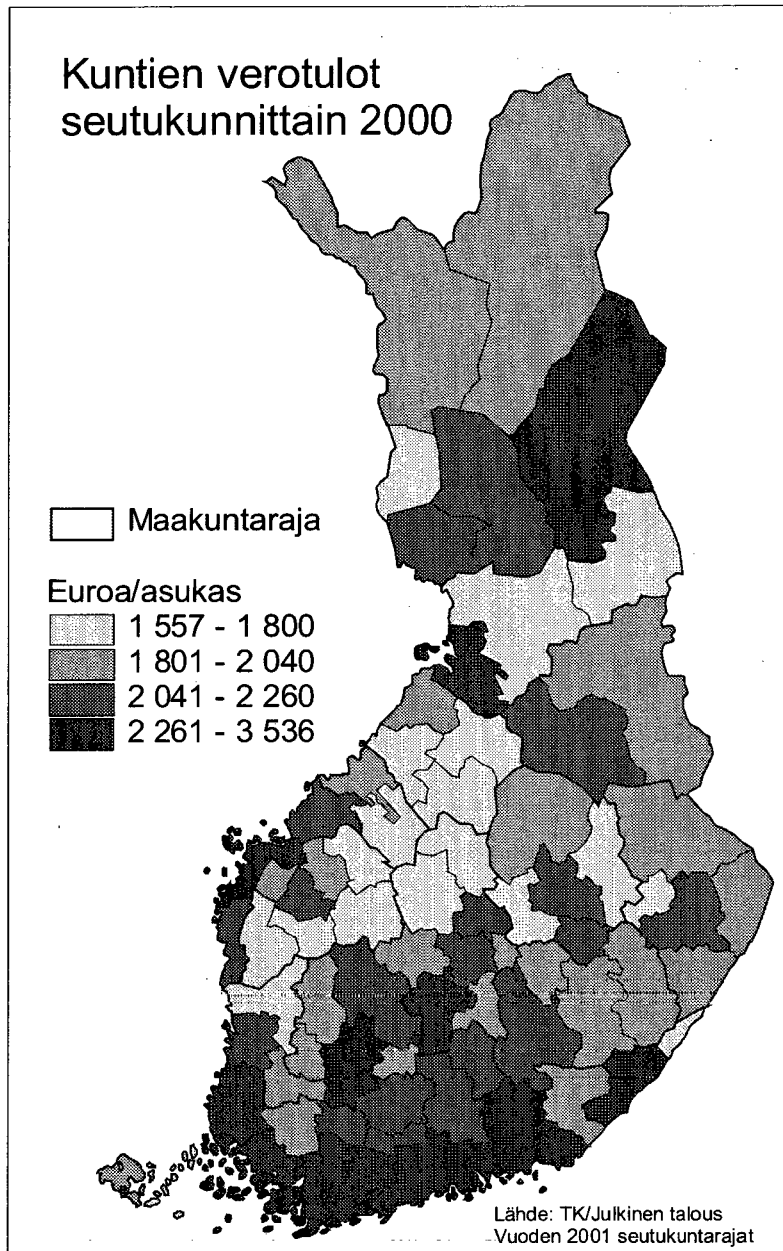 Kuntien verotulot
seutukunnittain 2000
Maakuntaraja
Euroa/asukas
1 557 - 1 800
1 801 - 2 040
2 041 - 2 260
2 261 - 3 536
Lähde: TK/Julkinen talous
Vuoden 2001 seutukuntarajat